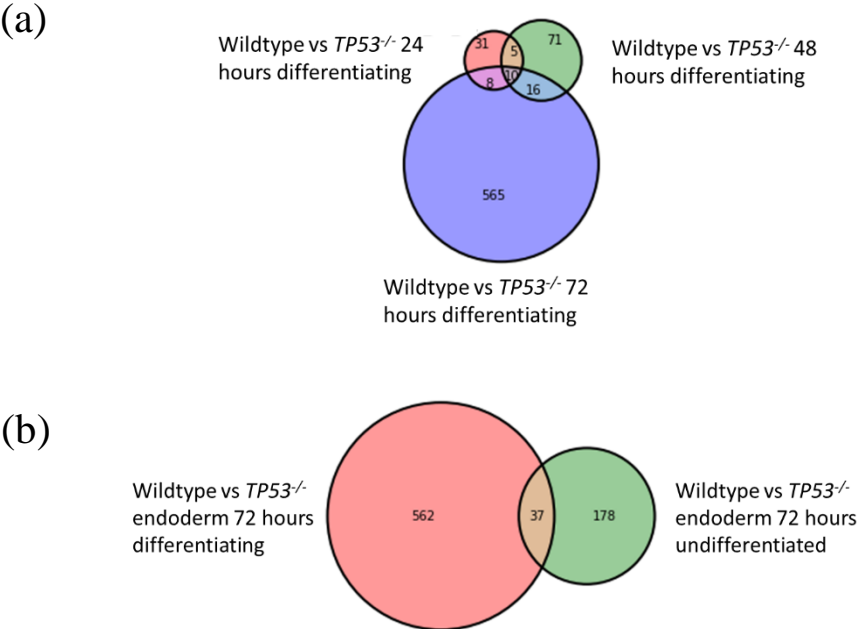 (a)
Wildtype vs TP53-/- 24
hours differentiating
31
5
71
8
10
16
565
Wildtype vs TP53-/- 48
hours differentiating
Wildtype vs TP53-/- 72
hours differentiating
(b)
Wildtype vs TP53-/-
endoderm 72 hours
differentiating
562
37
178
Wildtype vs TP53-/-
endoderm 72 hours
undifferentiated